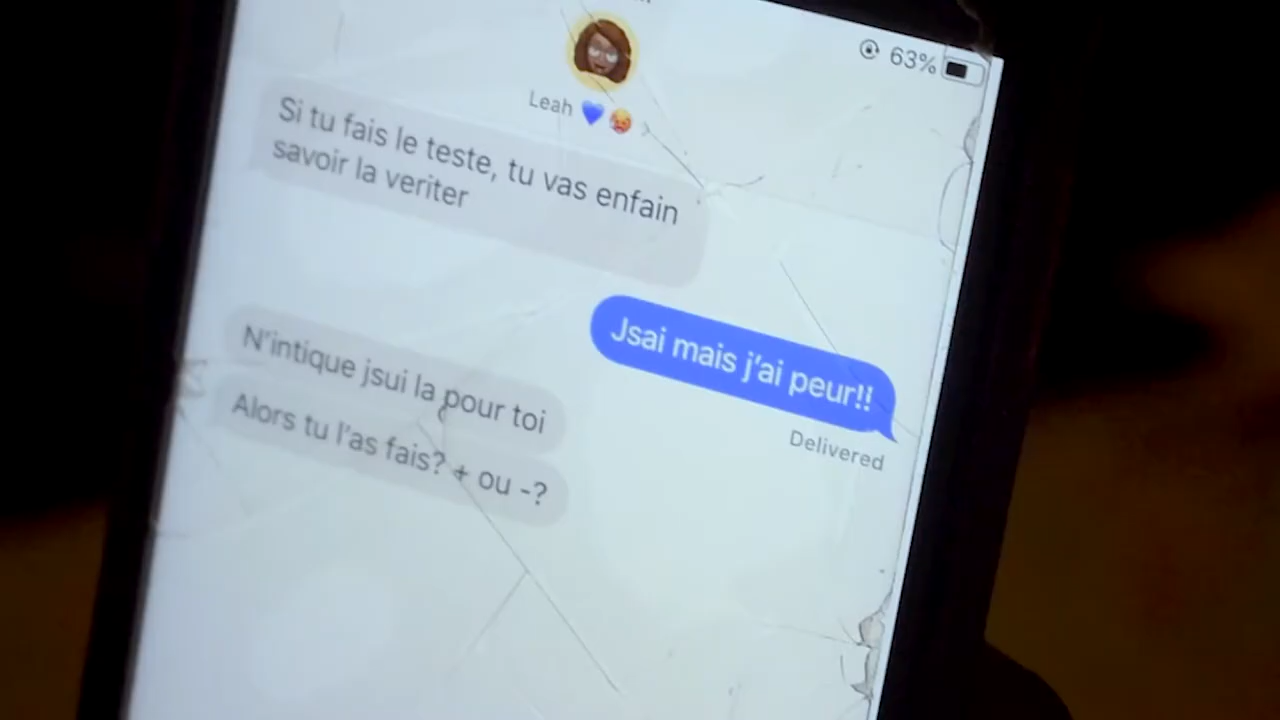 63%
Leah 💙 🥵
Si tu fais le teste, tu vas enfain
savoir la veriter
Jsai mais j'ai peur!!
Delivered
N'intique jsui la pour toi
Alors tu l'as fais? + ou -?